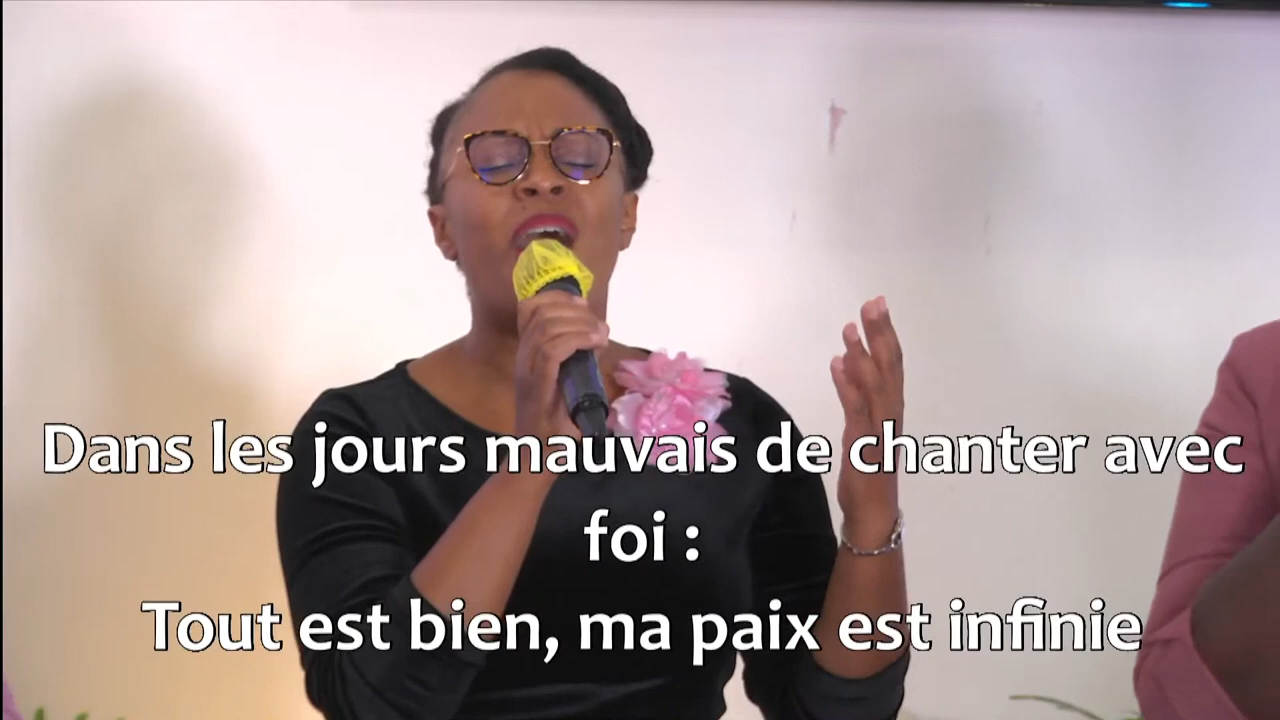 Dans les jours mauvais de chanter avec
foi :
Tout est bien, ma paix est infinie